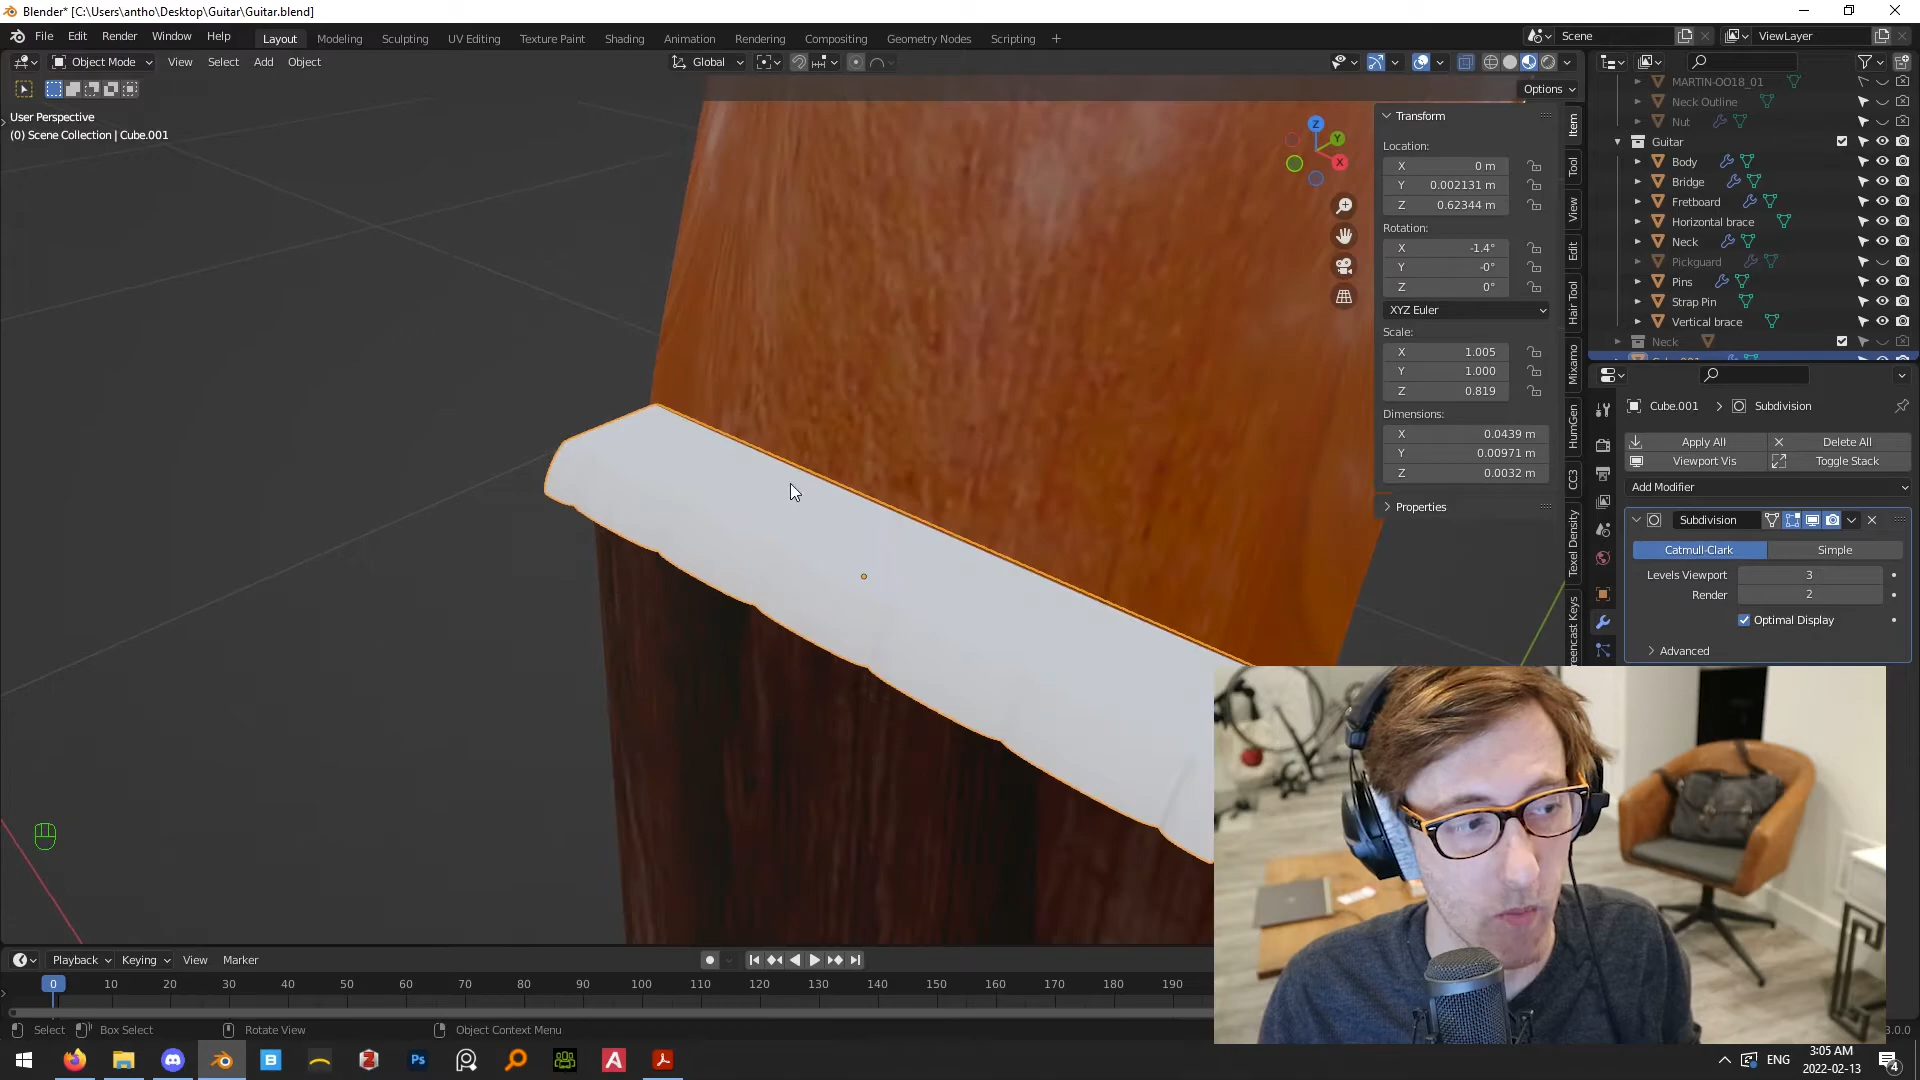 Blender* [C:\Users\antho\Desktop\Guitar\Guitar.blend]
File Edit Render Window Help
Layout Modeling Sculpting UV Editing Texture Paint Shading Animation Rendering Compositing Geometry Nodes Scripting +
Scene
ViewLayer
Object Mode View Select Add Object
Global
Options
User Perspective
(0) Scene Collection | Cube.001
Z
Y
X
Transform
Location:
X 0 m
Y 0.002131 m
Z 0.62344 m
Rotation:
X -1.4°
Y -0°
Z 0°
XYZ Euler
Scale:
X 1.005
Y 1.000
Z 0.819
Dimensions:
X 0.0439 m
Y 0.00971 m
Z 0.0032 m
Properties
Item
Tool
View
Edit
Hair Tool
Mixamo
HumGen
CC3
Texel Density
reencast Keys
MARTIN-OO18_01
Neck Outline
Nut
Guitar
Body
Bridge
Fretboard
Horizontal brace
Neck
Pickguard
Pins
Strap Pin
Vertical brace
Neck
Cube.001 > Subdivision
Apply All Delete All
Viewport Vis Toggle Stack
Add Modifier
Subdivision
Catmull-Clark Simple
Levels Viewport 3
Render 2
Optimal Display
Advanced
Playback Keying View Marker
0 10 20 30 40 50 60 70 80 90 100 110 120 130 140 150 160 170 180 190
Select Box Select Rotate View Object Context Menu
3.0.0
B
Ps
A
ENG
3:05 AM
2022-02-13
4